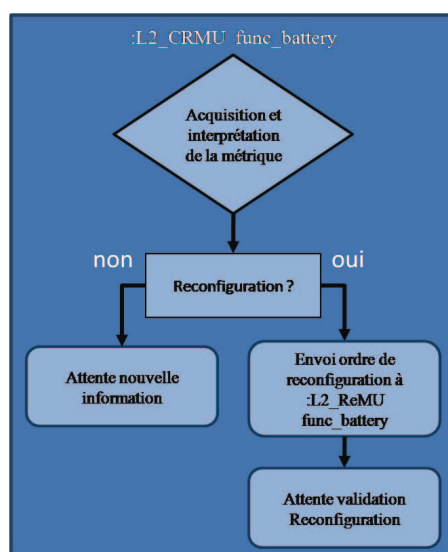 :L2_CRMU func_battery
Acquisition et
interprétation
de la métrique
non
oui
Reconfiguration ?
Attente nouvelle
information
Envoi ordre de
reconfiguration à
:L2_ReMU
func_battery
Attente validation
Reconfiguration